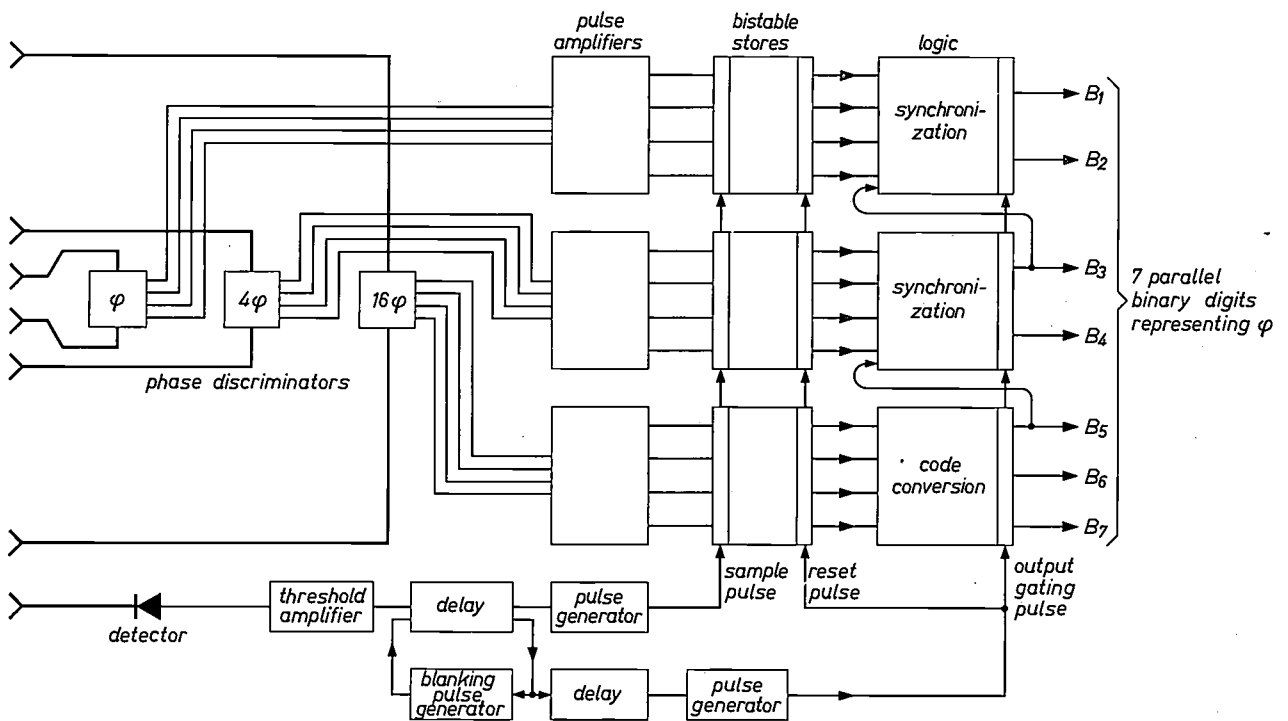 pulse
amplifiers
bistable
stores
logic
synchroni-
zation
B1
B2
φ
4φ
16φ
phase discriminators
synchroni-
zation
B3
B4
7 parallel
binary digits
representing φ
code
conversion
B5
B6
B7
sample
pulse
reset
pulse
output
gating
pulse
detector
threshold
amplifier
delay
pulse
generator
blanking
pulse
generator
delay
pulse
generator